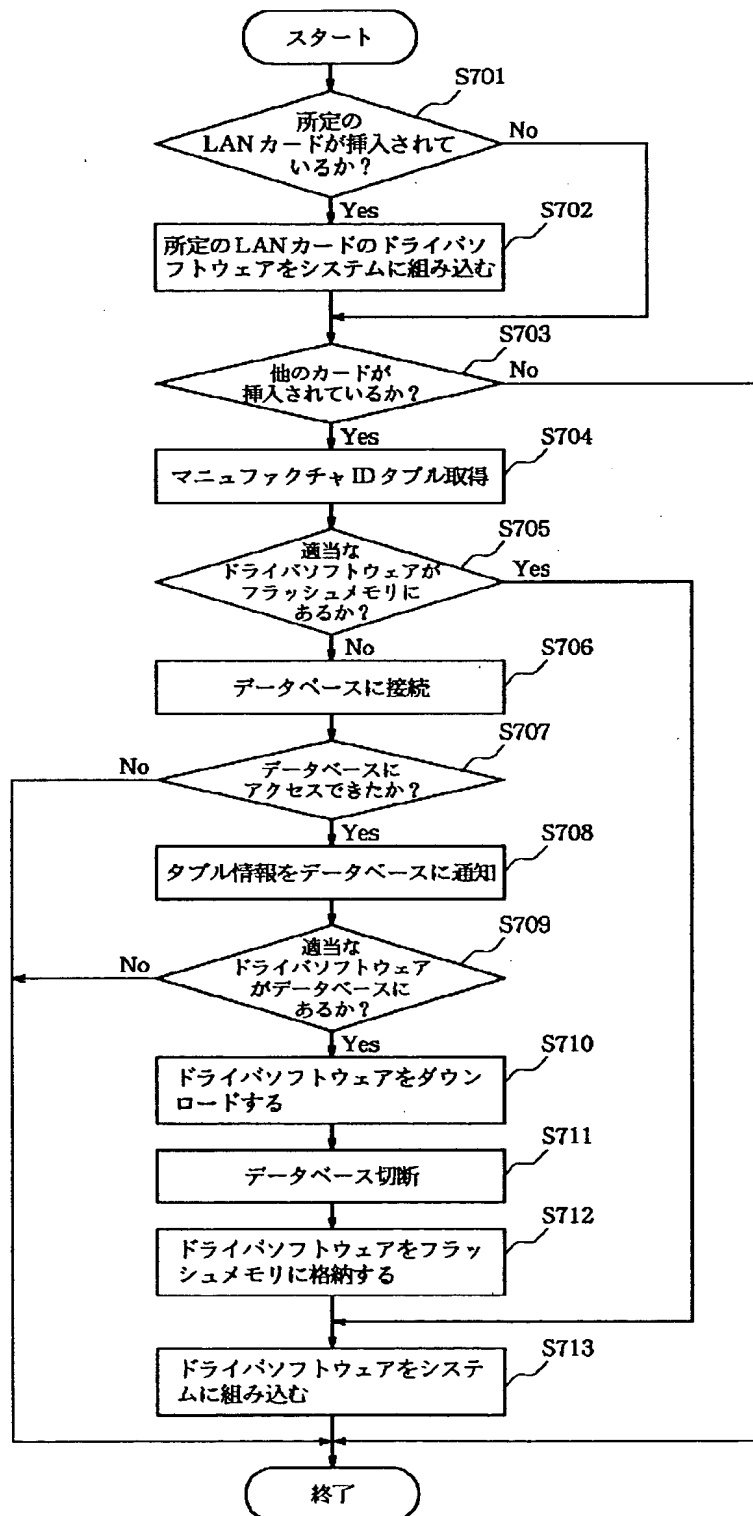 スタート
S701
所定の
LANカードが挿入されて
いるか？
No
Yes
S702
所定のLANカードのドライバソ
フトウェアをシステムに組み込む
S703
他のカードが
挿入されているか？
No
Yes
S704
マニュファクチャIDタプル取得
S705
適当な
ドライバソフトウェアが
フラッシュメモリに
あるか？
Yes
No
S706
データベースに接続
S707
No
データベースに
アクセスできたか？
Yes
S708
タプル情報をデータベースに通知
S709
No
適当な
ドライバソフトウェア
がデータベースに
あるか？
Yes
S710
ドライバソフトウェアをダウン
ロードする
S711
データベース切断
S712
ドライバソフトウェアをフラッ
シュメモリに格納する
S713
ドライバソフトウェアをシステ
ムに組み込む
終了